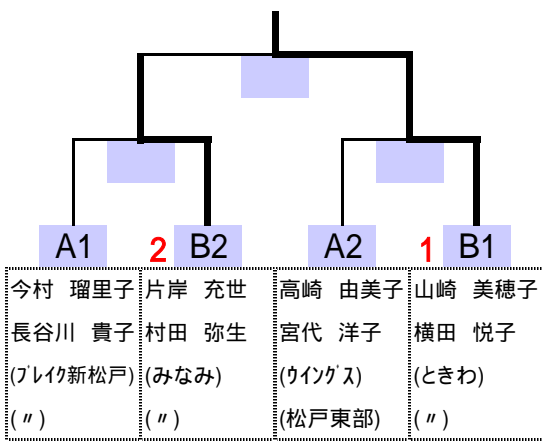 A1 2 B2 A2 1 B1
今村 瑠里子 片岸 充世 高崎 由美子 山崎 美穂子
長谷川 貴子 村田 弥生 宮代 洋子 横田 悦子
(ﾌﾞﾚｲｸ新松戸) (みなみ) (ｳｲﾝｸﾞｽ) (ときわ)
(〃) (〃) (松戸東部) (〃)